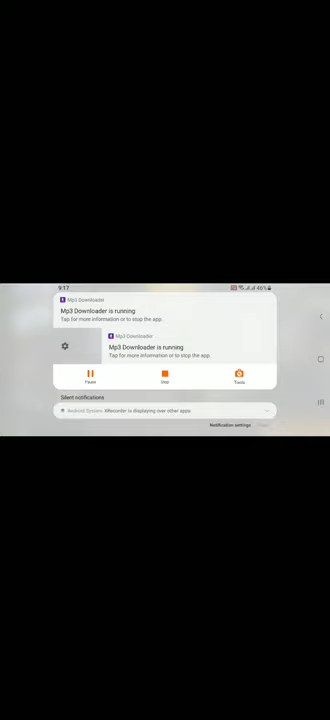 9:17
46%
Mp3 Downloader
Mp3 Downloader is running
Tap for more information or to stop the app.
Mp3 Downloader
Mp3 Downloader is running
Tap for more information or to stop the app.
Pause
Stop
Tools
Silent notifications
Android System XRecorder is displaying over other apps
Notification settings